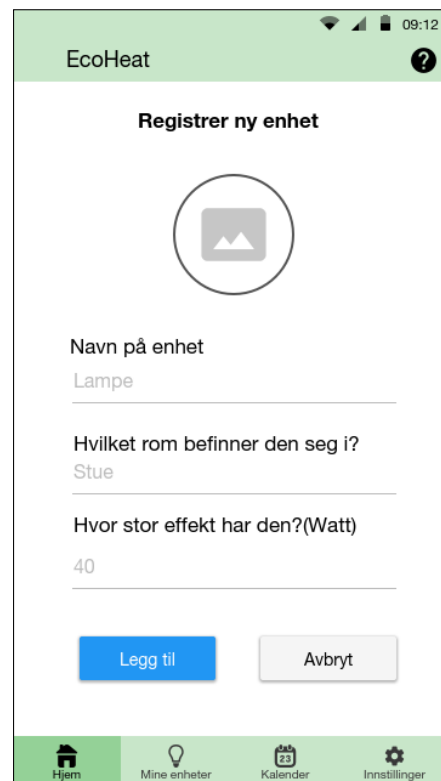 09:12
EcoHeat
?
Registrer ny enhet
Navn på enhet
Lampe
Hvilket rom befinner den seg i?
Stue
Hvor stor effekt har den?(Watt)
40
Legg til Avbryt
23
Hjem Mine enheter Kalender Innstillinger